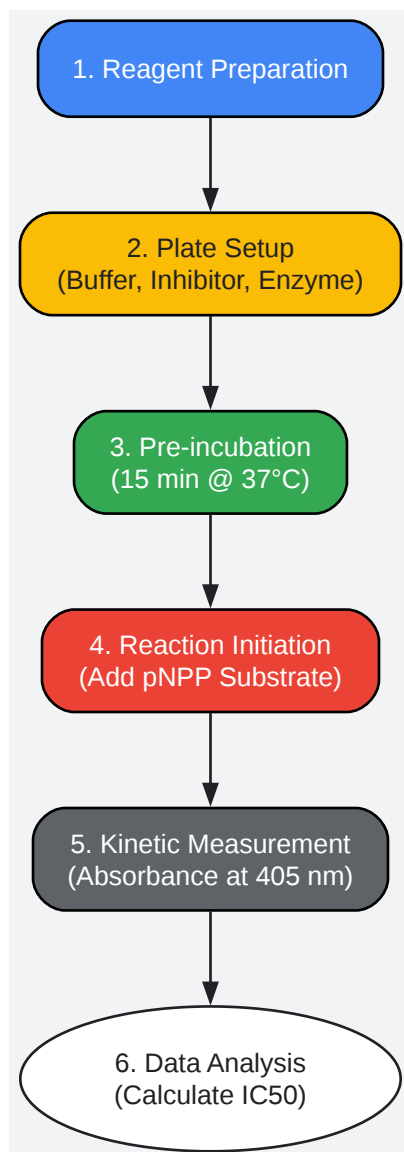 1. Reagent Preparation
2. Plate Setup
(Buffer, Inhibitor, Enzyme)
3. Pre-incubation
(15 min @ 37°C)
4. Reaction Initiation
(Add pNPP Substrate)
5. Kinetic Measurement
(Absorbance at 405 nm)
6. Data Analysis
(Calculate IC50)